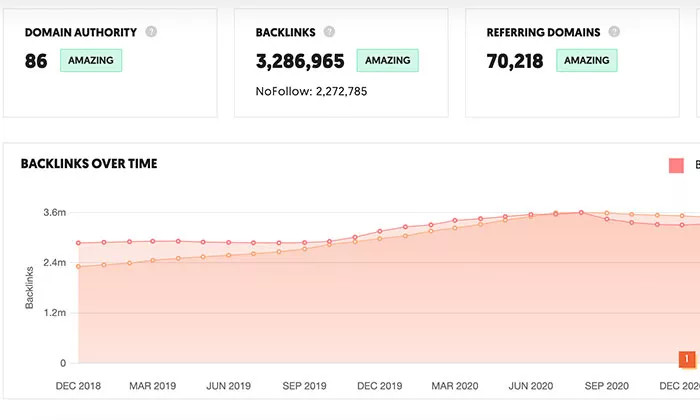 DOMAIN AUTHORITY ?
86 AMAZING
BACKLINKS ?
3,286,965 AMAZING
NoFollow: 2,272,785
REFERRING DOMAINS ?
70,218 AMAZING
BACKLINKS OVER TIME
B
3.6m
2.4m
1.2m
0
Backlinks
1
DEC 2018 MAR 2019 JUN 2019 SEP 2019 DEC 2019 MAR 2020 JUN 2020 SEP 2020 DEC 202